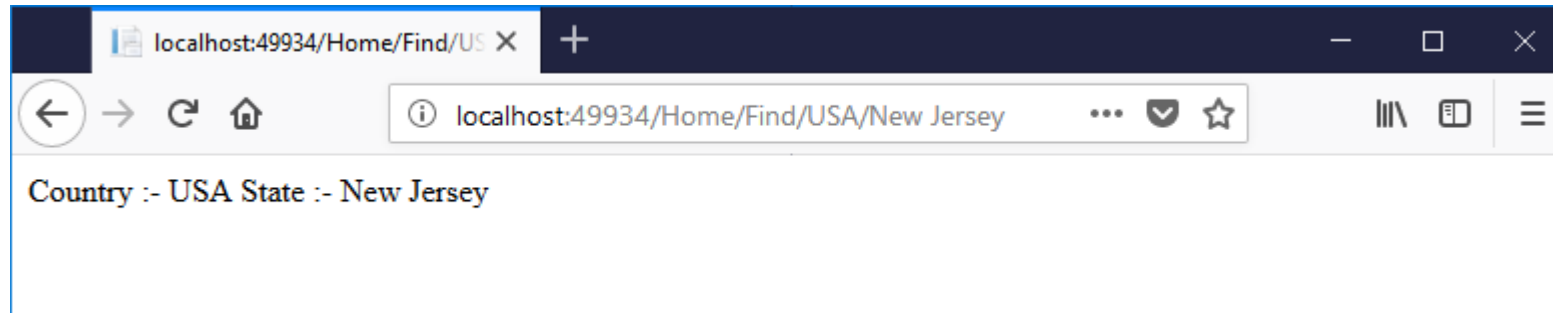 localhost:49934/Home/Find/US
localhost:49934/Home/Find/USA/New Jersey
Country :- USA State :- New Jersey